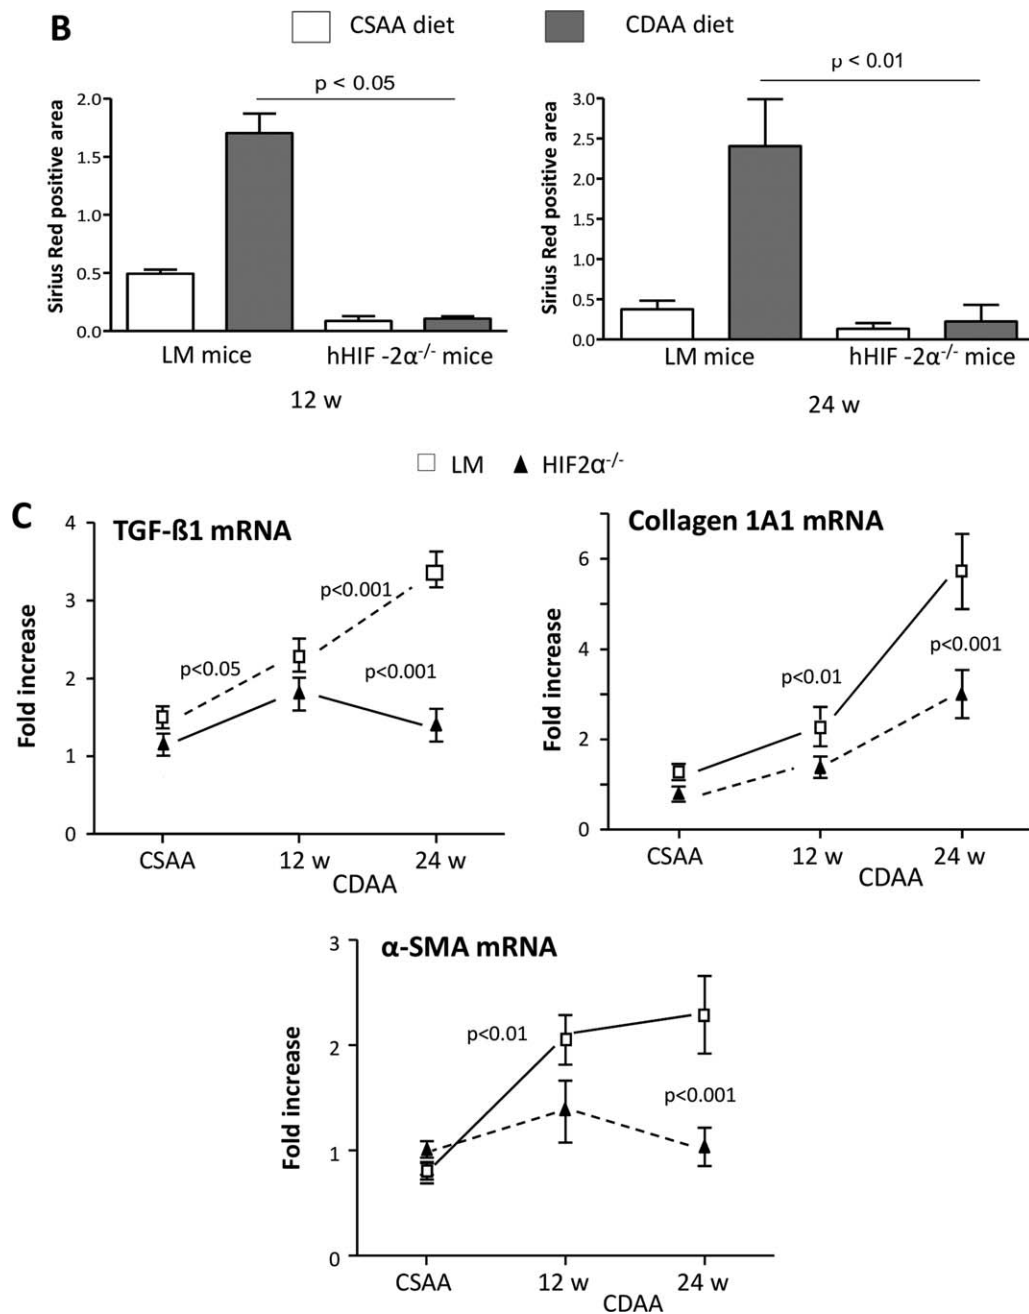 B
CSAA diet
CDAA diet
p < 0.05
p < 0.01
Sirius Red positive area
2.0
1.5
1.0
0.5
0.0
LM mice
hHIF -2α-/- mice
12 w
Sirius Red positive area
3.0
2.5
2.0
1.5
1.0
0.5
0.0
LM mice
hHIF -2α-/- mice
24 w
LM
HIF2α-/-
C
TGF-ß1 mRNA
Fold increase
4
3
2
1
0
p<0.05
p<0.001
p<0.001
CSAA
12 w
24 w
CDAA
Collagen 1A1 mRNA
Fold increase
6
4
2
0
p<0.01
p<0.001
CSAA
12 w
24 w
CDAA
α-SMA mRNA
Fold increase
3
2
1
0
p<0.01
p<0.001
CSAA
12 w
24 w
CDAA